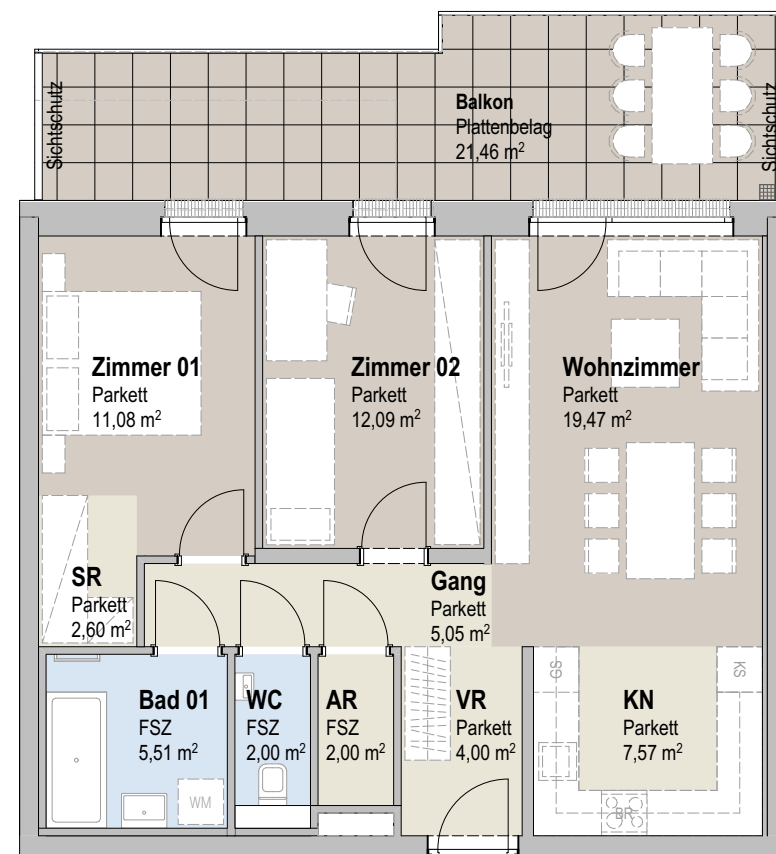 Balkon
Plattenbelag
21,46 m²
Sichtschutz
Sichtschutz
Zimmer 01
Parkett
11,08 m²
Zimmer 02
Parkett
12,09 m²
Wohnzimmer
Parkett
19,47 m²
SR
Parkett
2,60 m²
Gang
Parkett
5,05 m²
Bad 01
FSZ
5,51 m²
WM
WC
FSZ
2,00 m²
AR
FSZ
2,00 m²
VR
Parkett
4,00 m²
KN
Parkett
7,57 m²
SG
KS
BR